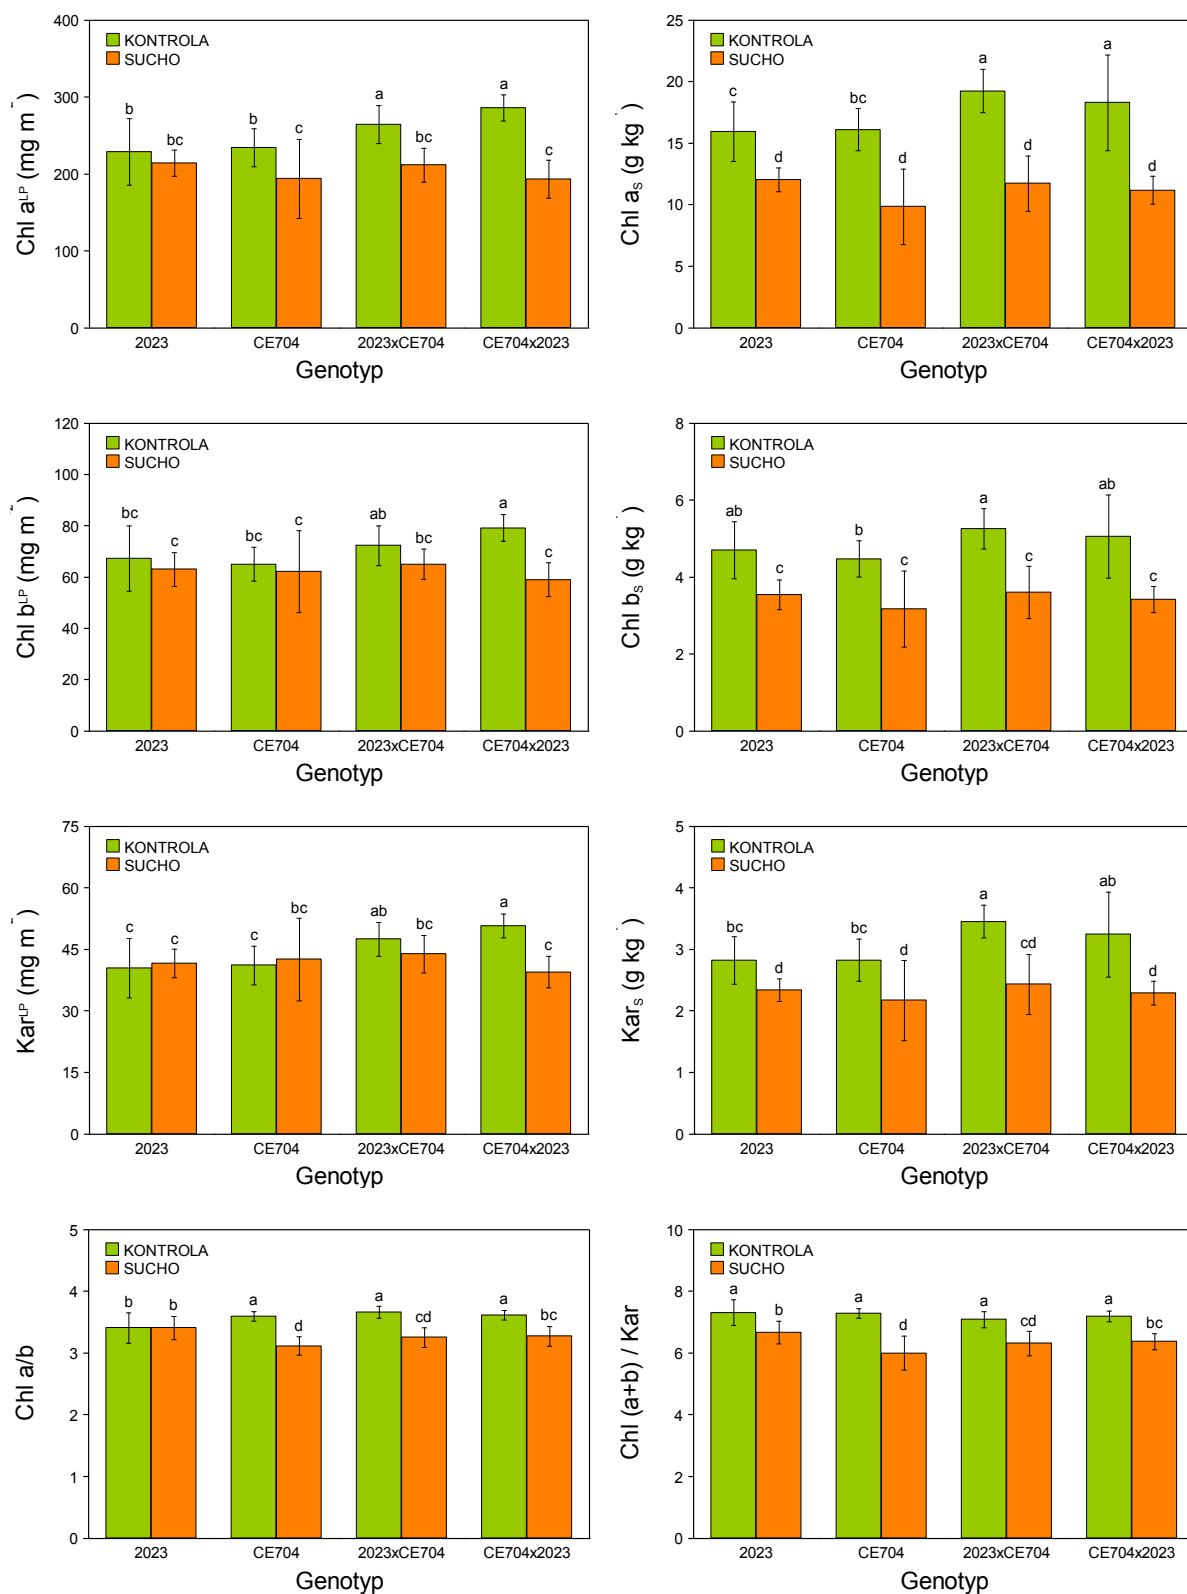 400
300
200
100
0
Chl a^LP (mg m⁻
KONTROLA
SUCHO
b
bc
b
c
a
bc
a
c
2023
CE704
2023xCE704
CE704x2023
Genotyp
25
20
15
10
5
0
Chl a_S (g kg
KONTROLA
SUCHO
c
d
bc
d
a
d
a
d
2023
CE704
2023xCE704
CE704x2023
Genotyp
120
100
80
60
40
20
0
Chl b^LP (mg m
KONTROLA
SUCHO
bc
c
bc
c
ab
bc
a
c
2023
CE704
2023xCE704
CE704x2023
Genotyp
8
6
4
2
0
Chl b_S (g kg
KONTROLA
SUCHO
ab
c
b
c
a
c
ab
c
2023
CE704
2023xCE704
CE704x2023
Genotyp
75
60
45
30
15
0
Kar^LP (mg m⁻
KONTROLA
SUCHO
c
c
c
bc
ab
bc
a
c
2023
CE704
2023xCE704
CE704x2023
Genotyp
5
4
3
2
1
0
Kar_S (g kg
KONTROLA
SUCHO
bc
d
bc
d
a
cd
ab
d
2023
CE704
2023xCE704
CE704x2023
Genotyp
5
4
3
2
1
0
Chl a/b
KONTROLA
SUCHO
b
b
a
d
a
cd
a
bc
2023
CE704
2023xCE704
CE704x2023
Genotyp
10
8
6
4
2
0
Chl (a+b) / Kar
KONTROLA
SUCHO
a
b
a
d
a
cd
a
bc
2023
CE704
2023xCE704
CE704x2023
Genotyp